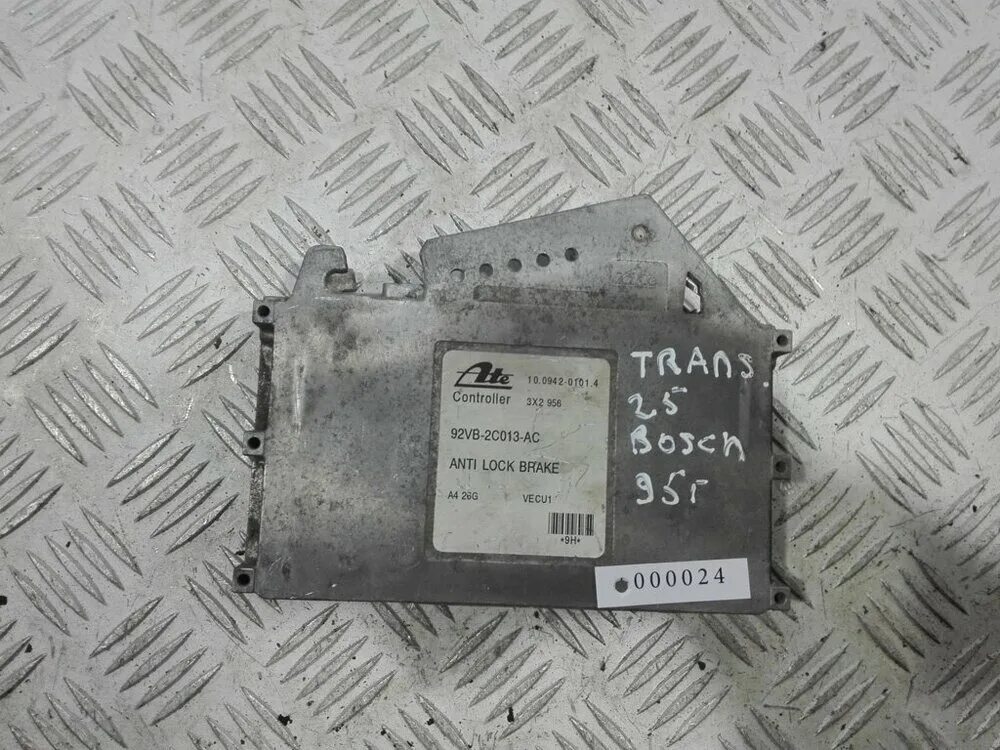 Ate 10.0942-0101.4
Controller 3X2 956
92VB-2C013-AC
ANTI LOCK BRAKE
A4 26G VECU1
*9H*
TRANS.
25
BOSCH
95г
000024